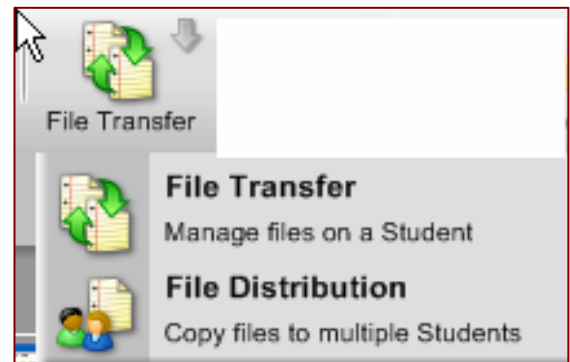 File Transfer
File Transfer
Manage files on a Student
File Distribution
Copy files to multiple Students